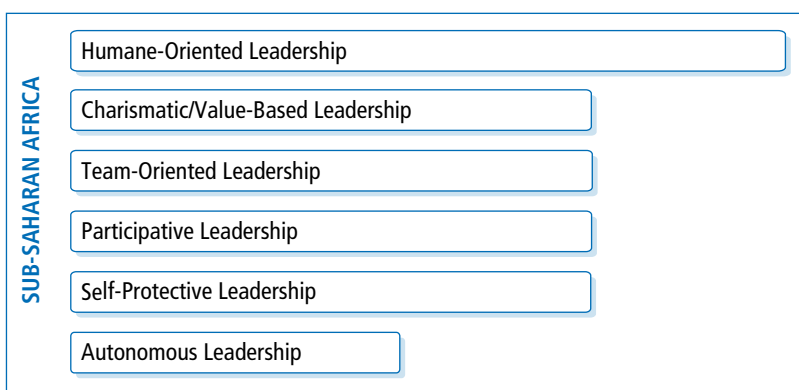 SUB-SAHARAN AFRICA
Humane-Oriented Leadership
Charismatic/Value-Based Leadership
Team-Oriented Leadership
Participative Leadership
Self-Protective Leadership
Autonomous Leadership